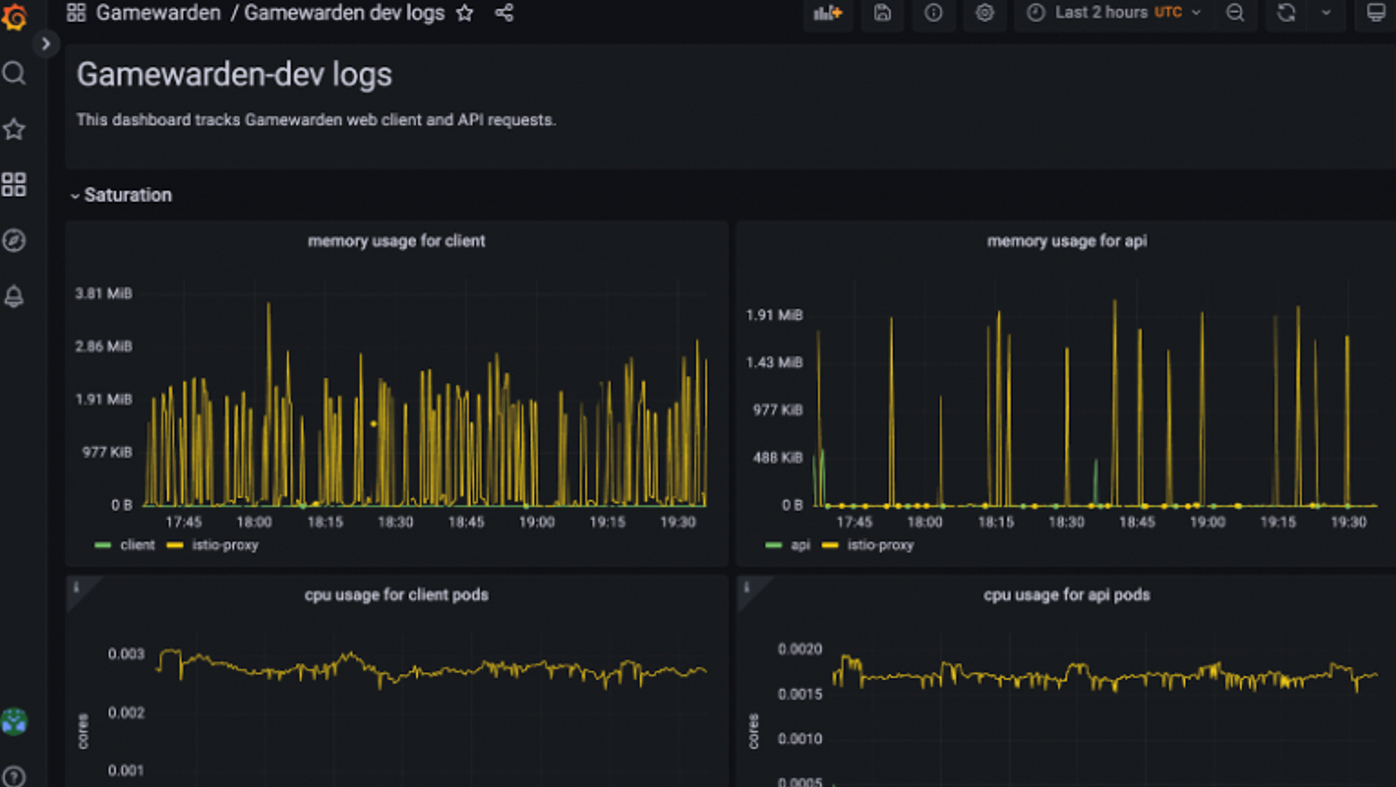 Gamewarden / Gamewarden dev logs
Last 2 hours UTC
Gamewarden-dev logs
This dashboard tracks Gamewarden web client and API requests.
Saturation
memory usage for client
3.81 MiB
2.86 MiB
1.91 MiB
977 KiB
0 B
17:45 18:00 18:15 18:30 18:45 19:00 19:15 19:30
client istio-proxy
memory usage for api
1.91 MiB
1.43 MiB
977 KiB
488 KiB
0 B
17:45 18:00 18:15 18:30 18:45 19:00 19:15 19:30
api istio-proxy
i
cpu usage for client pods
cores
0.003
0.002
0.001
i
cpu usage for api pods
cores
0.0020
0.0015
0.0010
0.0005